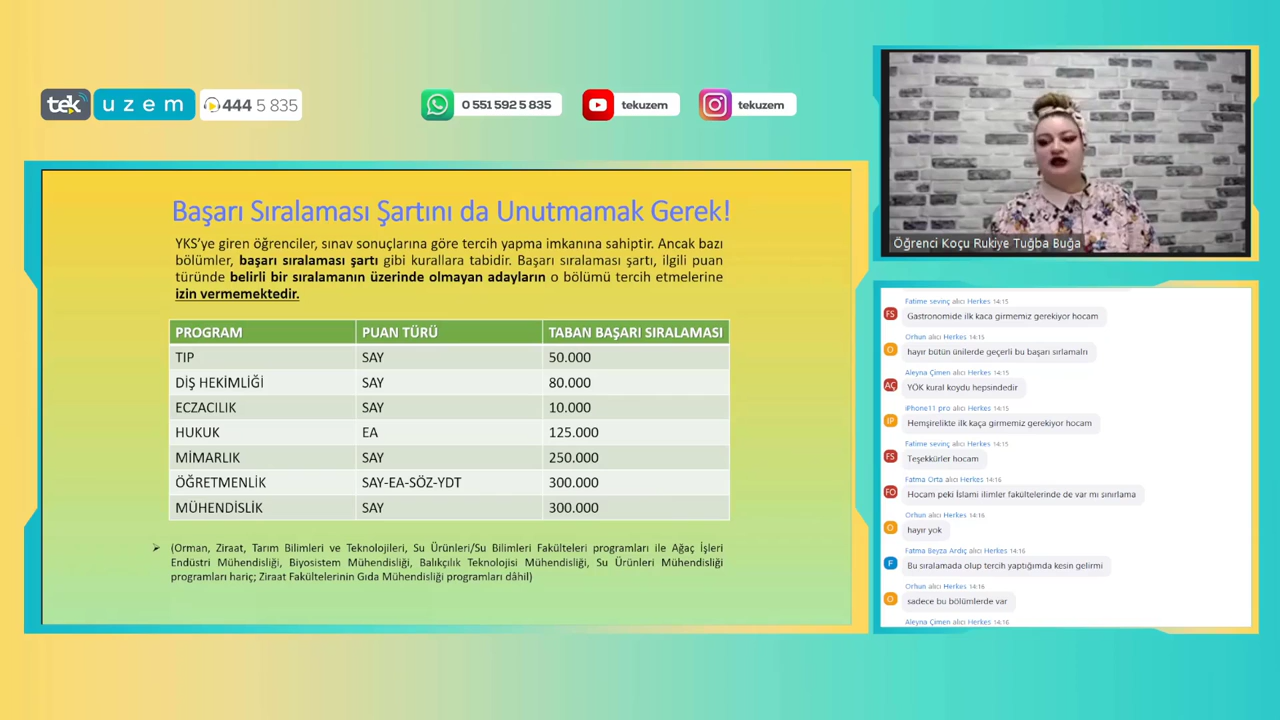 tek uzem 444 5 835
0 551 592 5 835
tekuzem
tekuzem
Başarı Sıralaması Şartını da Unutmamak Gerek!
YKS'ye giren öğrenciler, sınav sonuçlarına göre tercih yapma imkanına sahiptir. Ancak bazı
bölümler, başarı sıralaması şartı gibi kurallara tabidir. Başarı sıralaması şartı, ilgili puan
türünde belirli bir sıralamanın üzerinde olmayan adayların o bölümü tercih etmelerine
izin vermemektedir.
PROGRAM PUAN TÜRÜ TABAN BAŞARI SIRALAMASI
TIP SAY 50.000
DİŞ HEKİMLİĞİ SAY 80.000
ECZACILIK SAY 10.000
HUKUK EA 125.000
MİMARLIK SAY 250.000
ÖĞRETMENLİK SAY-EA-SÖZ-YDT 300.000
MÜHENDİSLİK SAY 300.000
(Orman, Ziraat, Tarım Bilimleri ve Teknolojileri, Su Ürünleri/Su Bilimleri Fakülteleri programları ile Ağaç İşleri
Endüstri Mühendisliği, Biyosistem Mühendisliği, Balıkçılık Teknolojisi Mühendisliği, Su Ürünleri Mühendisliği
programları hariç; Ziraat Fakültelerinin Gıda Mühendisliği programları dâhil)
Öğrenci Koçu Rukiye Tuğba Buğa
Fatime sevinç alıcı Herkes 14:15
FS Gastronomide ilk kaca girmemiz gerekiyor hocam
Orhun alıcı Herkes 14:15
O hayır bütün ünilerde geçerli bu başarı sırlamalrı
Aleyna Çimen alıcı Herkes 14:15
AÇ YÖK kural koydu hepsindedir
iPhone11 pro alıcı Herkes 14:15
IP Hemşirelikte ilk kaça girmemiz gerekiyor hocam
Fatime sevinç alıcı Herkes 14:15
FS Teşekkürler hocam
Fatma Orta alıcı Herkes 14:16
FO Hocam peki İslami ilimler fakültelerinde de var mı sınırlama
Orhun alıcı Herkes 14:16
O hayır yok
Fatma Beyza Ardıç alıcı Herkes 14:16
F Bu sıralamada olup tercih yaptığımda kesin gelirmi
Orhun alıcı Herkes 14:16
O sadece bu bölümlerde var
Aleyna Çimen alıcı Herkes 14:16